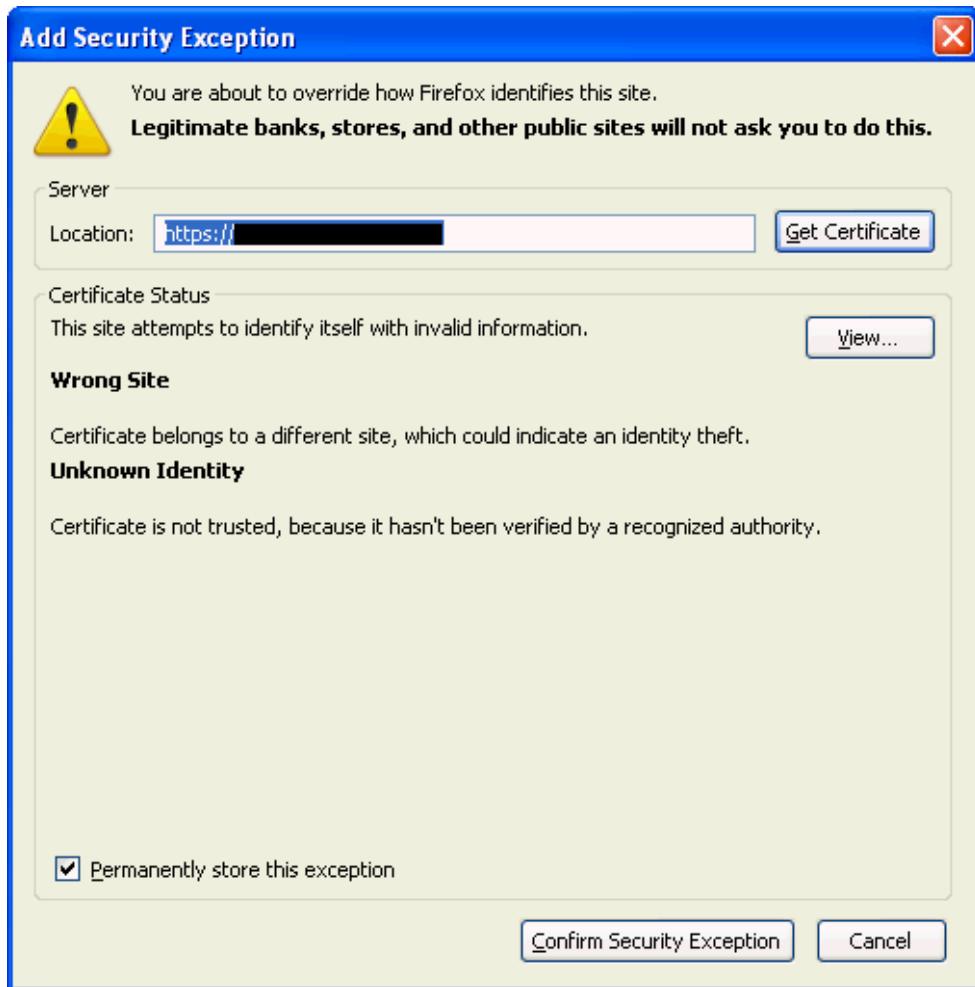 Add Security Exception
You are about to override how Firefox identifies this site.
Legitimate banks, stores, and other public sites will not ask you to do this.
Server
Location: https:// Get Certificate
Certificate Status
This site attempts to identify itself with invalid information.
View...
Wrong Site
Certificate belongs to a different site, which could indicate an identity theft.
Unknown Identity
Certificate is not trusted, because it hasn't been verified by a recognized authority.
Permanently store this exception
Confirm Security Exception Cancel